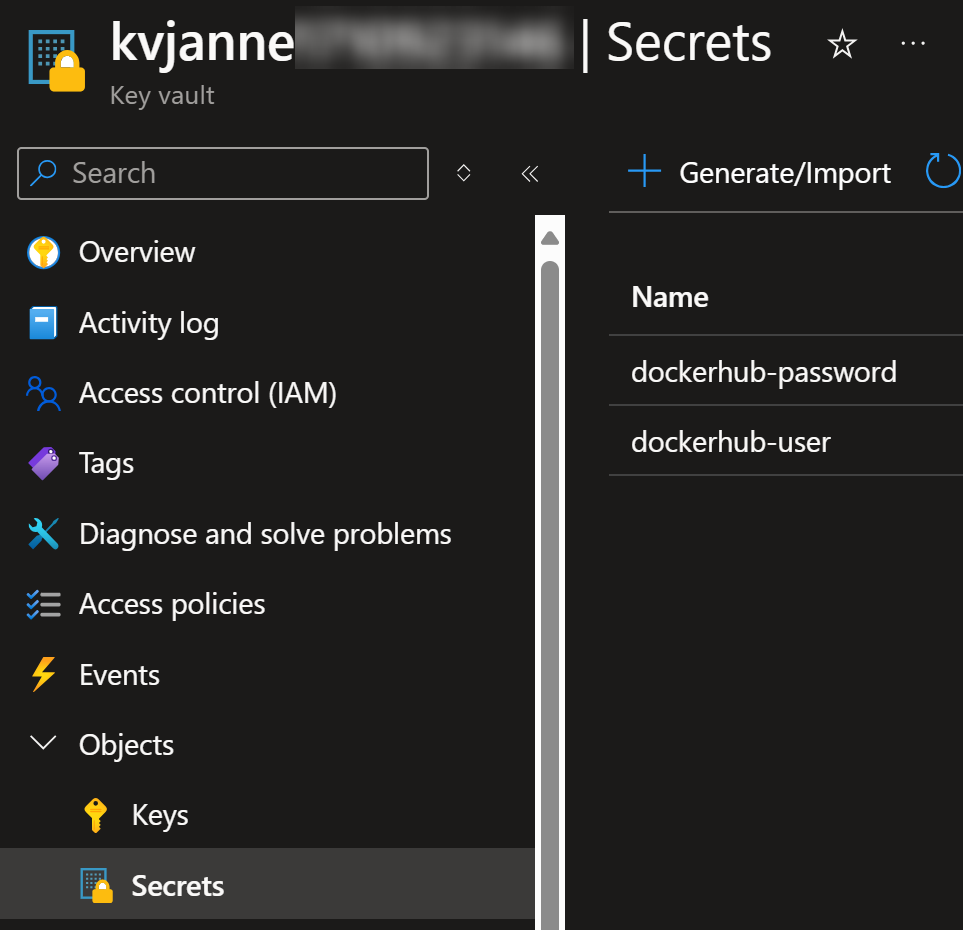 kvjanne | Secrets
Key vault
Search
Generate/Import
Overview
Activity log
Access control (IAM)
Tags
Diagnose and solve problems
Access policies
Events
Objects
Keys
Secrets
Name
dockerhub-password
dockerhub-user